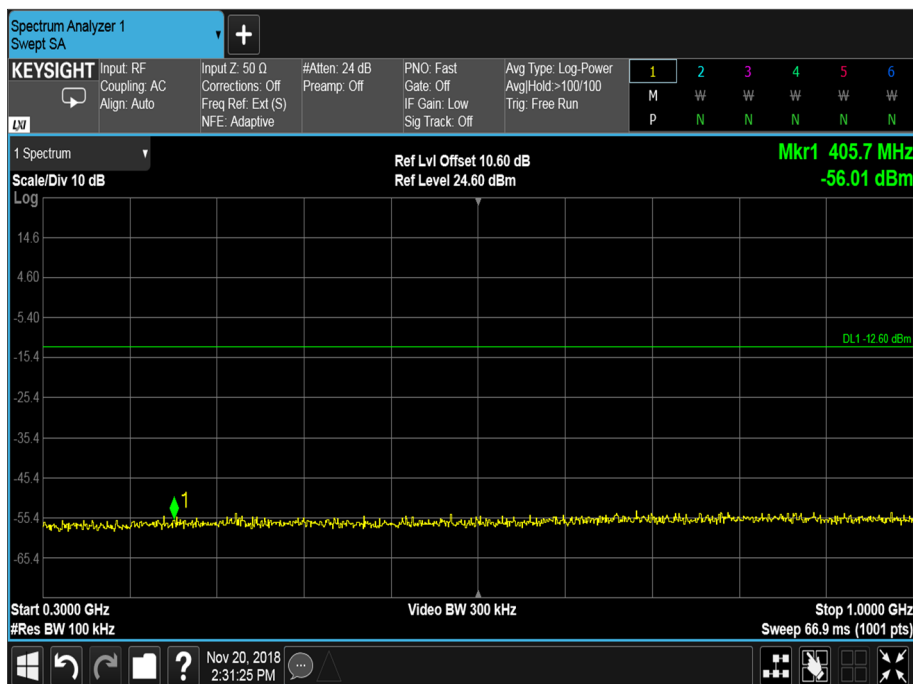 Spectrum Analyzer 1
Swept SA
KEYSIGHT
LXI
Input: RF
Coupling: AC
Align: Auto
Input Z: 50 Ω
Corrections: Off
Freq Ref: Ext (S)
NFE: Adaptive
#Atten: 24 dB
Preamp: Off
PNO: Fast
Gate: Off
IF Gain: Low
Sig Track: Off
Avg Type: Log-Power
Avg|Hold:>100/100
Trig: Free Run
1 2 3 4 5 6
M W W W W W
P N N N N N
1 Spectrum
Scale/Div 10 dB
Ref Lvl Offset 10.60 dB
Ref Level 24.60 dBm
Mkr1 405.7 MHz
-56.01 dBm
Log
14.6
4.60
-5.40
DL1 -12.60 dBm
-15.4
-25.4
-35.4
-45.4
1
-55.4
-65.4
Start 0.3000 GHz
#Res BW 100 kHz
Video BW 300 kHz
Stop 1.0000 GHz
Sweep 66.9 ms (1001 pts)
Nov 20, 2018
2:31:25 PM